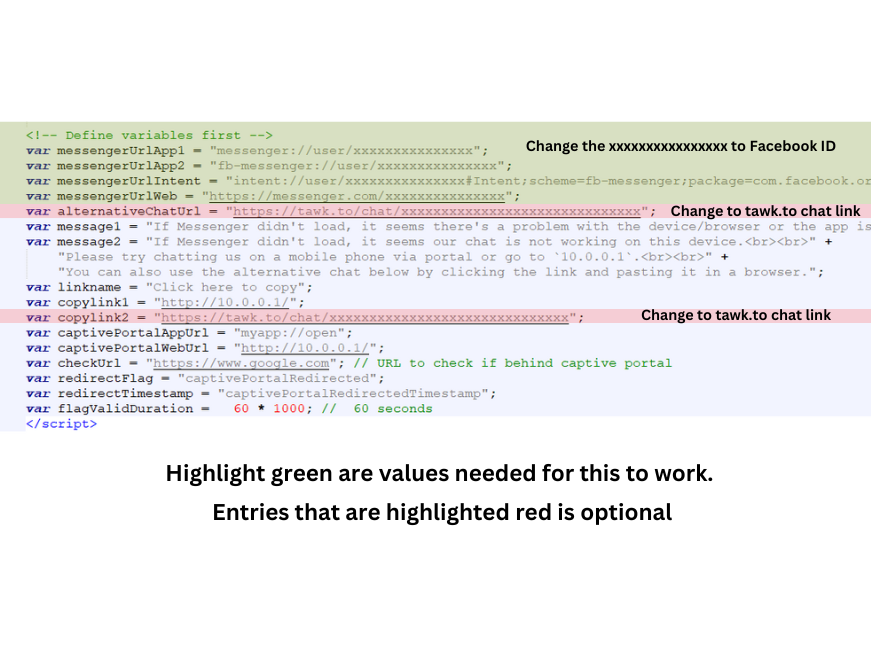 <!-- Define variables first -->
var messengerUrlApp1 = "messenger://user/xxxxxxxxxxxxxxx";
Change the xxxxxxxxxxxxxxxx to Facebook ID
var messengerUrlApp2 = "fb-messenger://user/xxxxxxxxxxxxxxx";
var messengerUrlIntent = "intent://user/xxxxxxxxxxxxxxx#Intent;scheme=fb-messenger;package=com.facebook.or
var messengerUrlWeb = "https://messenger.com/xxxxxxxxxxxxxxx";
var alternativeChatUrl = "https://tawk.to/chat/xxxxxxxxxxxxxxxxxxxxxxxxxxxxxx"; Change to tawk.to chat link
var message1 = "If Messenger didn't load, it seems there's a problem with the device/browser or the app is
var message2 = "If Messenger didn't load, it seems our chat is not working on this device.<br><br>" +
"Please try chatting us on a mobile phone via portal or go to `10.0.0.1`.<br><br>" +
"You can also use the alternative chat below by clicking the link and pasting it in a browser.";
var linkname = "Click here to copy";
var copylink1 = "http://10.0.0.1/";
var copylink2 = "https://tawk.to/chat/xxxxxxxxxxxxxxxxxxxxxxxxxxxxxx"; Change to tawk.to chat link
var captivePortalAppUrl = "myapp://open";
var captivePortalWebUrl = "http://10.0.0.1/";
var checkUrl = "https://www.google.com"; // URL to check if behind captive portal
var redirectFlag = "captivePortalRedirected";
var redirectTimestamp = "captivePortalRedirectedTimestamp";
var flagValidDuration = 60 * 1000; // 60 seconds
</script>
Highlight green are values needed for this to work.
Entries that are highlighted red is optional